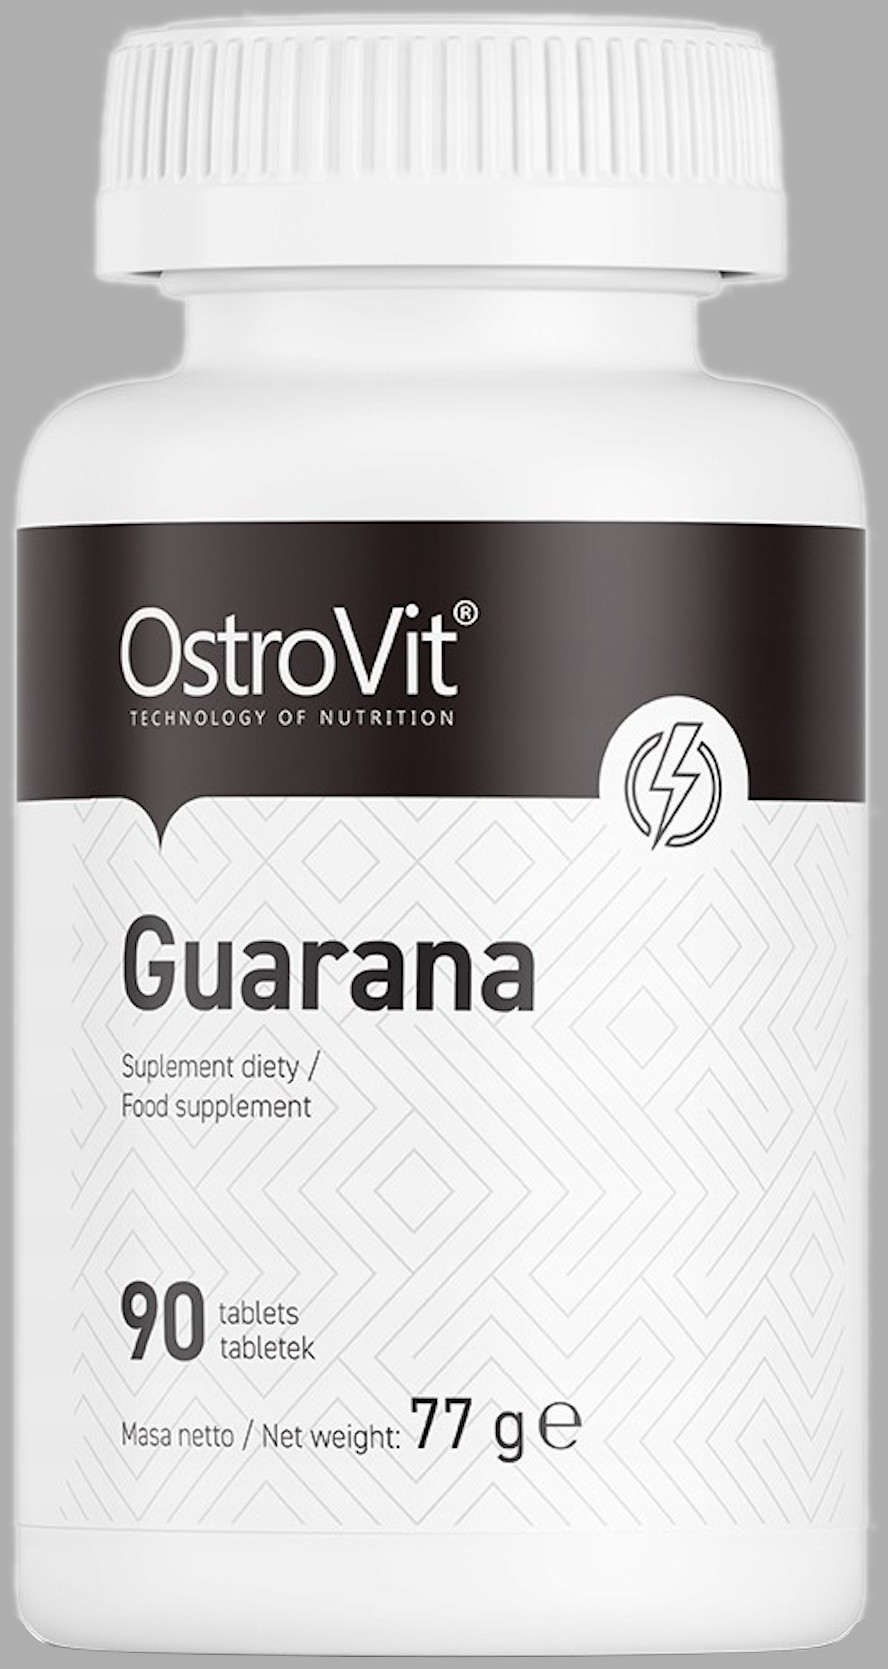 OstroVit®
TECHNOLOGY OF NUTRITION
Guarana
Suplement diety /
Food supplement
90 tablets
tabletek
Masa netto / Net weight: 77 g ℮